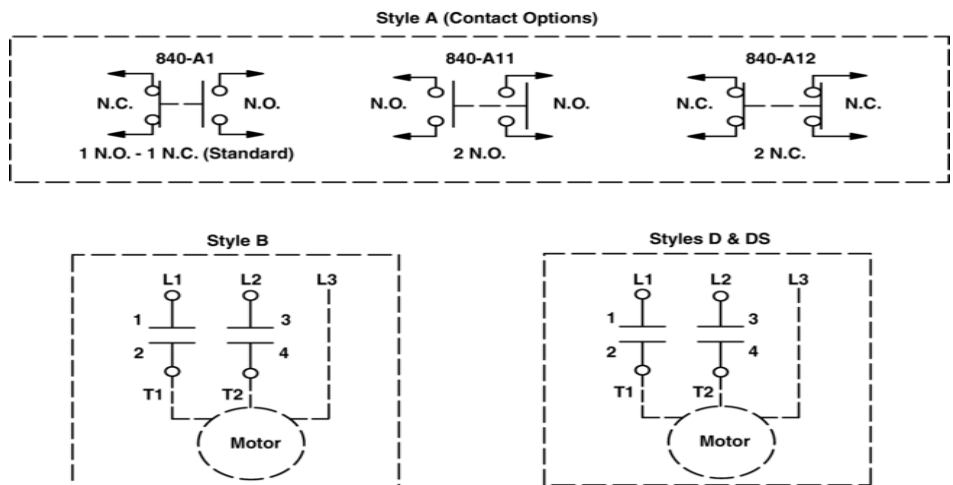 Style A (Contact Options)
840-A1
840-A11
840-A12
N.C.
N.O.
N.O.
N.O.
N.C.
N.C.
1 N.O. - 1 N.C. (Standard)
2 N.O.
2 N.C.
Style B
L1
L2
L3
1
3
2
4
T1
T2
Motor
Styles D & DS
L1
L2
L3
1
3
2
4
T1
T2
Motor